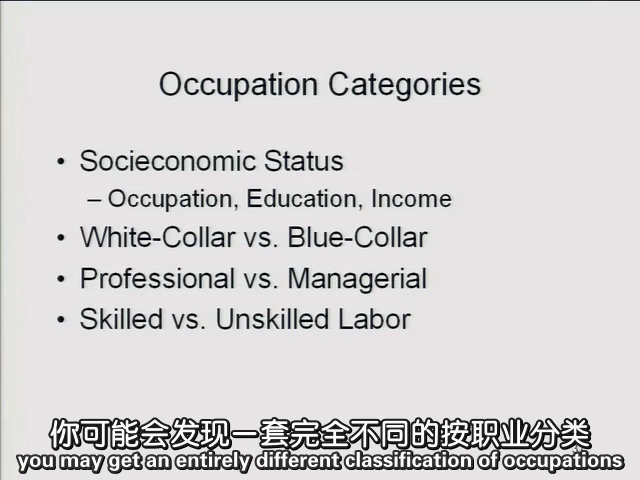 Occupation Categories
• Socieconomic Status
– Occupation, Education, Income
• White-Collar vs. Blue-Collar
• Professional vs. Managerial
• Skilled vs. Unskilled Labor
你可能会发现一套完全不同的按职业分类
you may get an entirely different classification of occupations